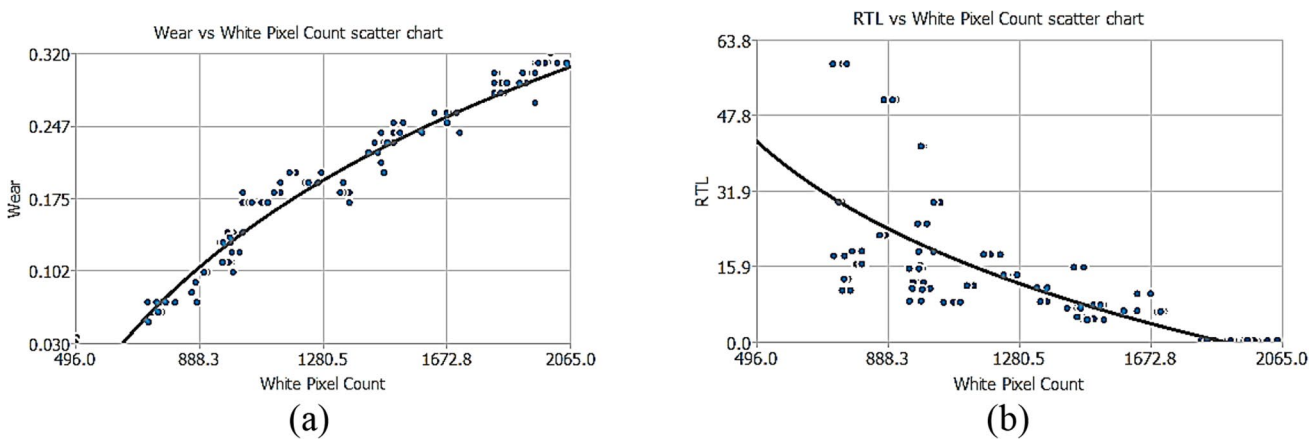 Wear vs White Pixel Count scatter chart
0.320
0.247
0.175
0.102
0.030
Wear
496.0 888.3 1280.5 1672.8 2065.0
White Pixel Count
(a)
RTL vs White Pixel Count scatter chart
63.8
47.8
31.9
15.9
0.0
RTL
496.0 888.3 1280.5 1672.8 2065.0
White Pixel Count
(b)